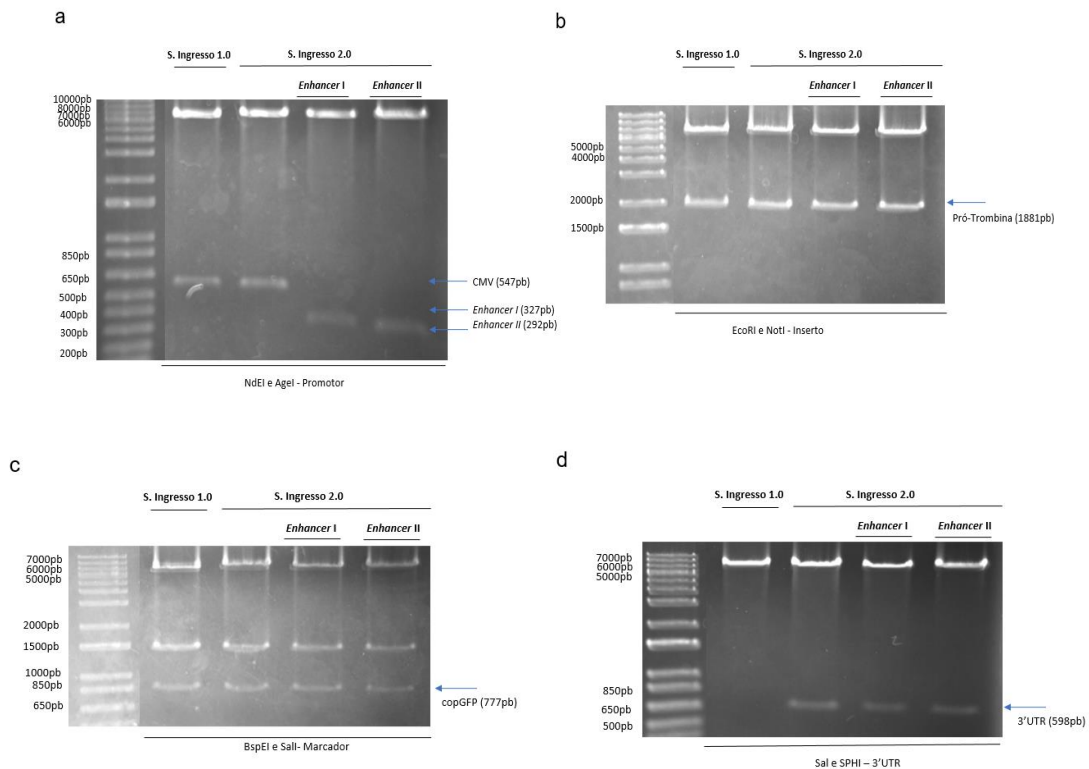 a
S. Ingresso 1.0 S. Ingresso 2.0
Enhancer I Enhancer II
10000pb
8000pb
7000pb
6000pb
850pb
650pb
500pb
400pb
300pb
200pb
CMV (547pb)
Enhancer I (327pb)
Enhancer II (292pb)
NdEI e AgeI - Promotor
b
S. Ingresso 1.0 S. Ingresso 2.0
Enhancer I Enhancer II
5000pb
4000pb
2000pb
1500pb
Pró-Trombina (1881pb)
EcoRI e NotI - Inserto
c
S. Ingresso 1.0 S. Ingresso 2.0
Enhancer I Enhancer II
7000pb
6000pb
5000pb
2000pb
1500pb
1000pb
850pb
650pb
copGFP (777pb)
BspEI e SalI- Marcador
d
S. Ingresso 1.0 S. Ingresso 2.0
Enhancer I Enhancer II
7000pb
6000pb
5000pb
850pb
650pb
500pb
3'UTR (598pb)
Sal e SPHI – 3'UTR